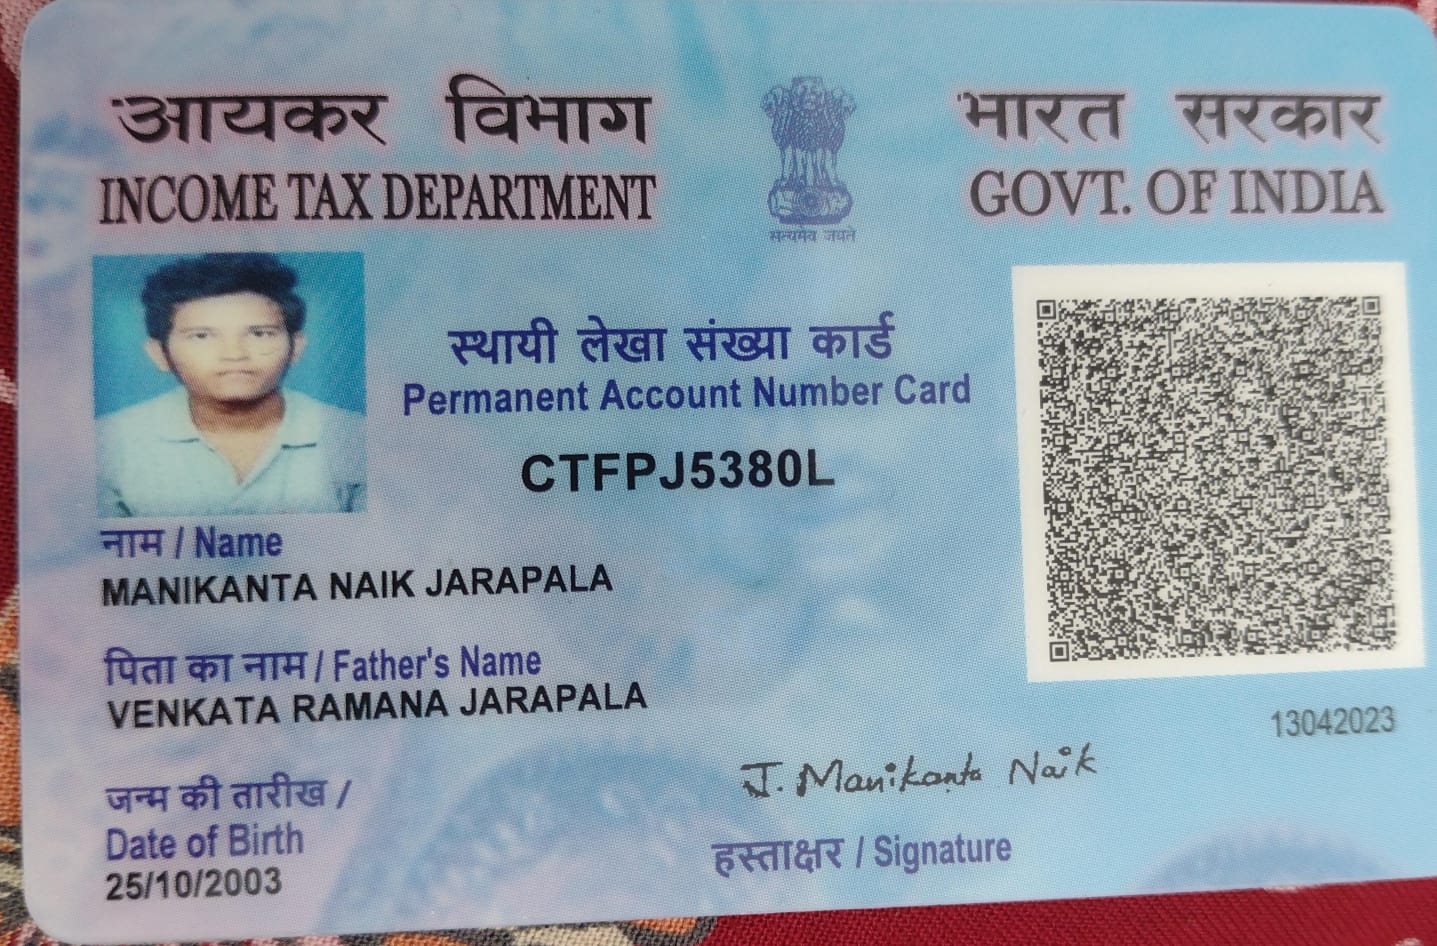 आयकर विभाग
INCOME TAX DEPARTMENT
सत्यमेव जयते
भारत सरकार
GOVT. OF INDIA
स्थायी लेखा संख्या कार्ड
Permanent Account Number Card
CTFPJ5380L
नाम / Name
MANIKANTA NAIK JARAPALA
पिता का नाम / Father's Name
VENKATA RAMANA JARAPALA
13042023
जन्म की तारीख /
Date of Birth
25/10/2003
J. Manikanta Naik
हस्ताक्षर / Signature